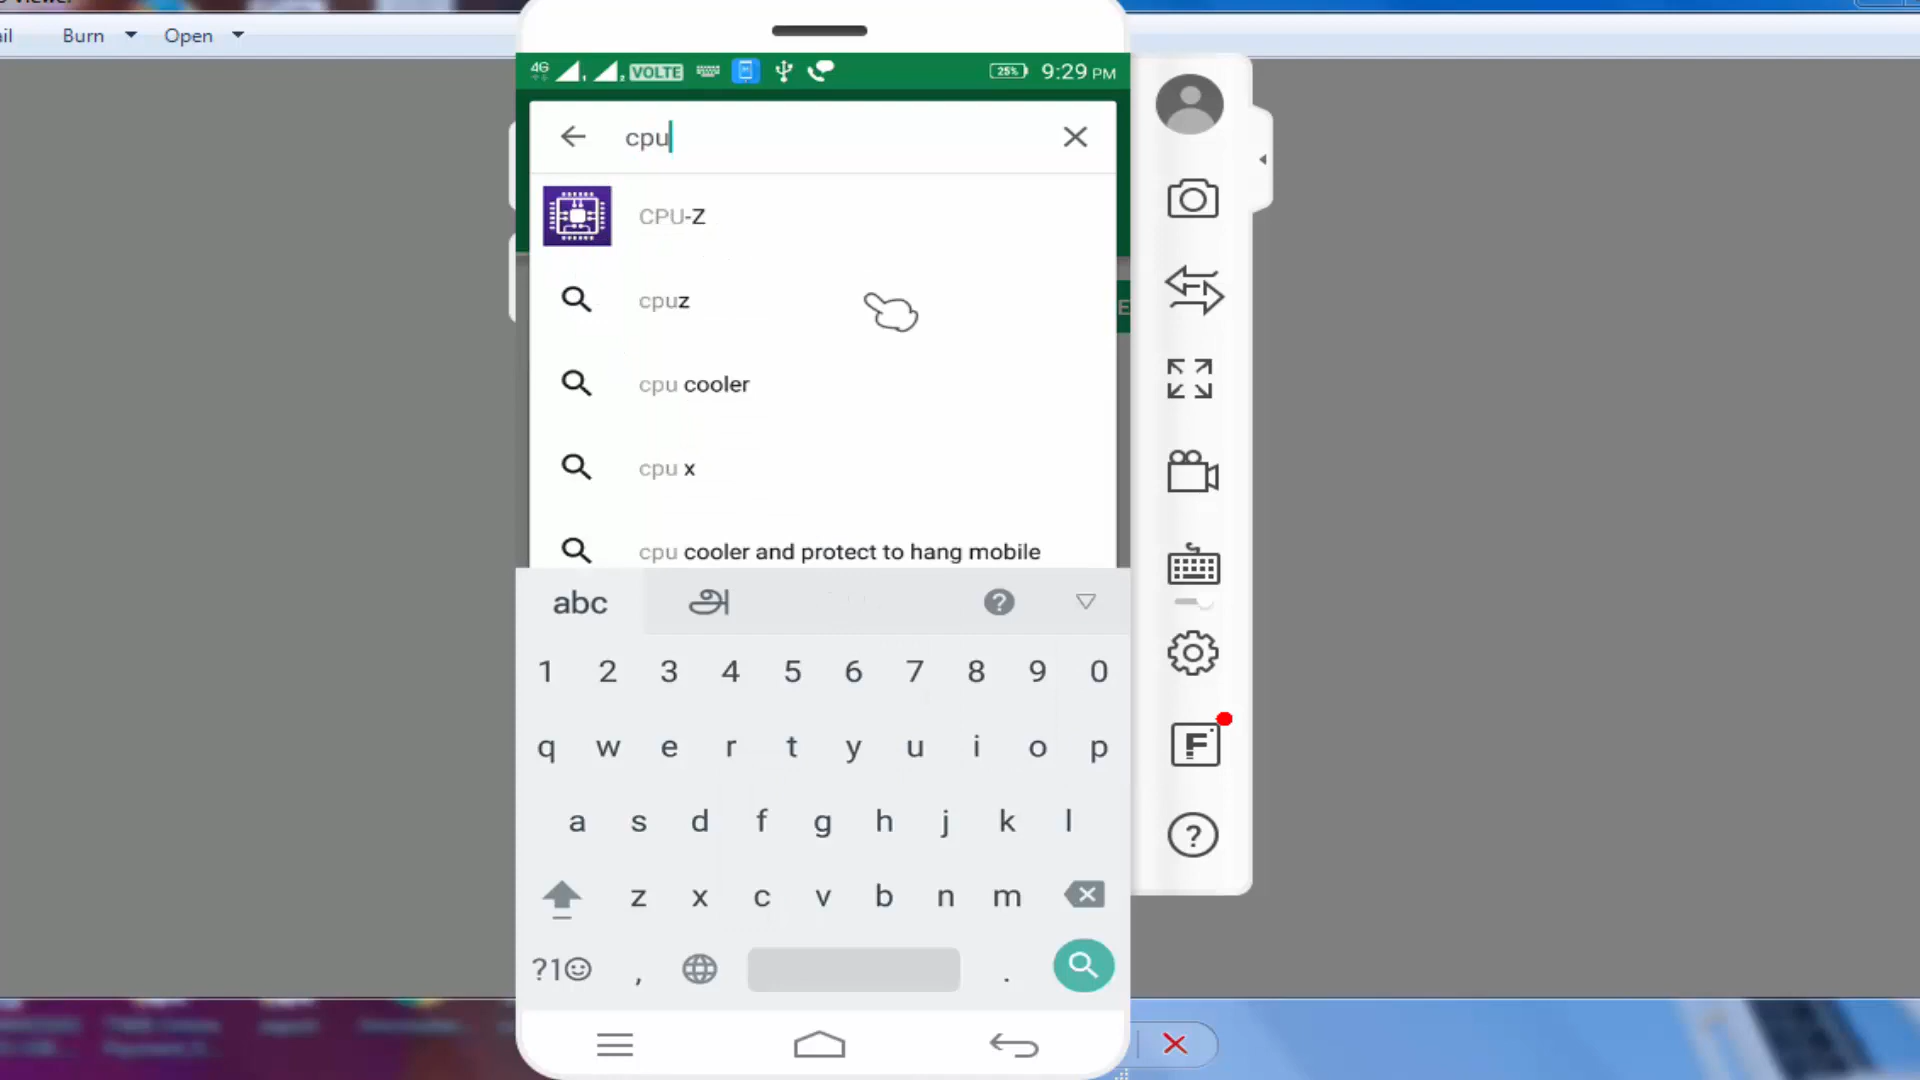 Burn
Open
4G VOLTE 25% 9:29 PM
cpu
CPU-Z
cpuz
cpu cooler
cpu x
cpu cooler and protect to hang mobile
abc அ ?
1 2 3 4 5 6 7 8 9 0
q w e r t y u i o p
a s d f g h j k l
z x c v b n m
?1☺ , .
F
?